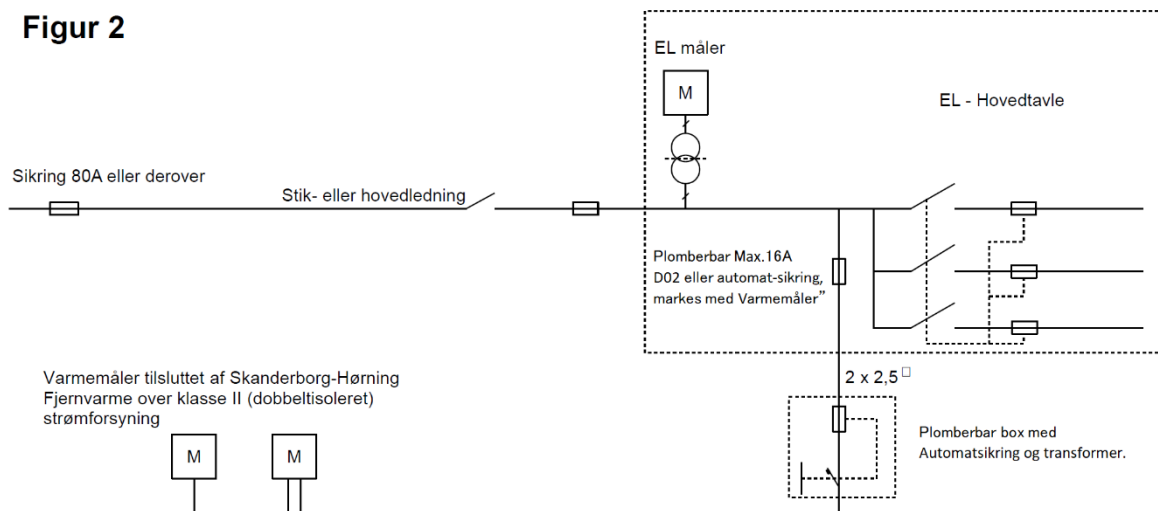 Figur 2
EL måler
M
EL - Hovedtavle
Sikring 80A eller derover
Stik- eller hovedledning
Plomberbar Max.16A
D02 eller automat-sikring,
markes med Varmemåler”
2 x 2,5 □
Varmemåler tilsluttet af Skanderborg-Hørning
Fjernvarme over klasse II (dobbeltisoleret)
strømforsyning
M
M
Plomberbar box med
Automatsikring og transformer.